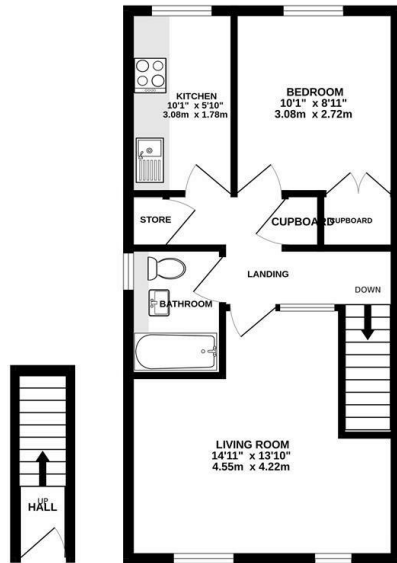 KITCHEN
10'1" x 5'10"
3.08m x 1.78m
BEDROOM
10'1" x 8'11"
3.08m x 2.72m
STORE
CUPBOARD
CUPBOARD
LANDING
DOWN
BATHROOM
LIVING ROOM
14'11" x 13'10"
4.55m x 4.22m
UP
HALL